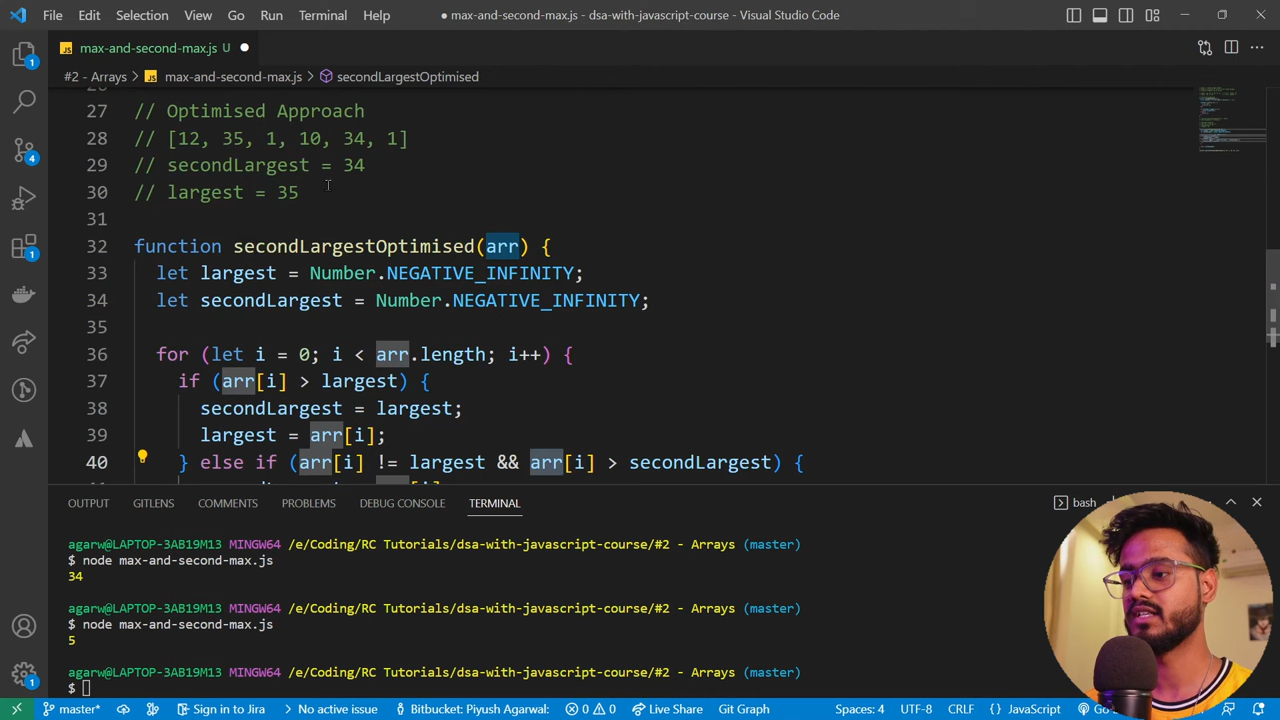 File Edit Selection View Go Run Terminal Help
● max-and-second-max.js - dsa-with-javascript-course - Visual Studio Code
JS max-and-second-max.js U ●
#2 - Arrays > JS max-and-second-max.js > secondLargestOptimised
27 // Optimised Approach
28 // [12, 35, 1, 10, 34, 1]
29 // secondLargest = 34
30 // largest = 35
31
32 function secondLargestOptimised(arr) {
33 let largest = Number.NEGATIVE_INFINITY;
34 let secondLargest = Number.NEGATIVE_INFINITY;
35
36 for (let i = 0; i < arr.length; i++) {
37 if (arr[i] > largest) {
38 secondLargest = largest;
39 largest = arr[i];
40 } else if (arr[i] != largest && arr[i] > secondLargest) {
OUTPUT GITLENS COMMENTS PROBLEMS DEBUG CONSOLE TERMINAL
bash
agarw@LAPTOP-3AB19M13 MINGW64 /e/Coding/RC Tutorials/dsa-with-javascript-course/#2 - Arrays (master)
$ node max-and-second-max.js
34
agarw@LAPTOP-3AB19M13 MINGW64 /e/Coding/RC Tutorials/dsa-with-javascript-course/#2 - Arrays (master)
$ node max-and-second-max.js
5
agarw@LAPTOP-3AB19M13 MINGW64 /e/Coding/RC Tutorials/dsa-with-javascript-course/#2 - Arrays (master)
$
1
4
1
1
master* Sign in to Jira No active issue Bitbucket: Piyush Agarwal: 0 0 Live Share Git Graph Spaces: 4 UTF-8 CRLF {} JavaScript